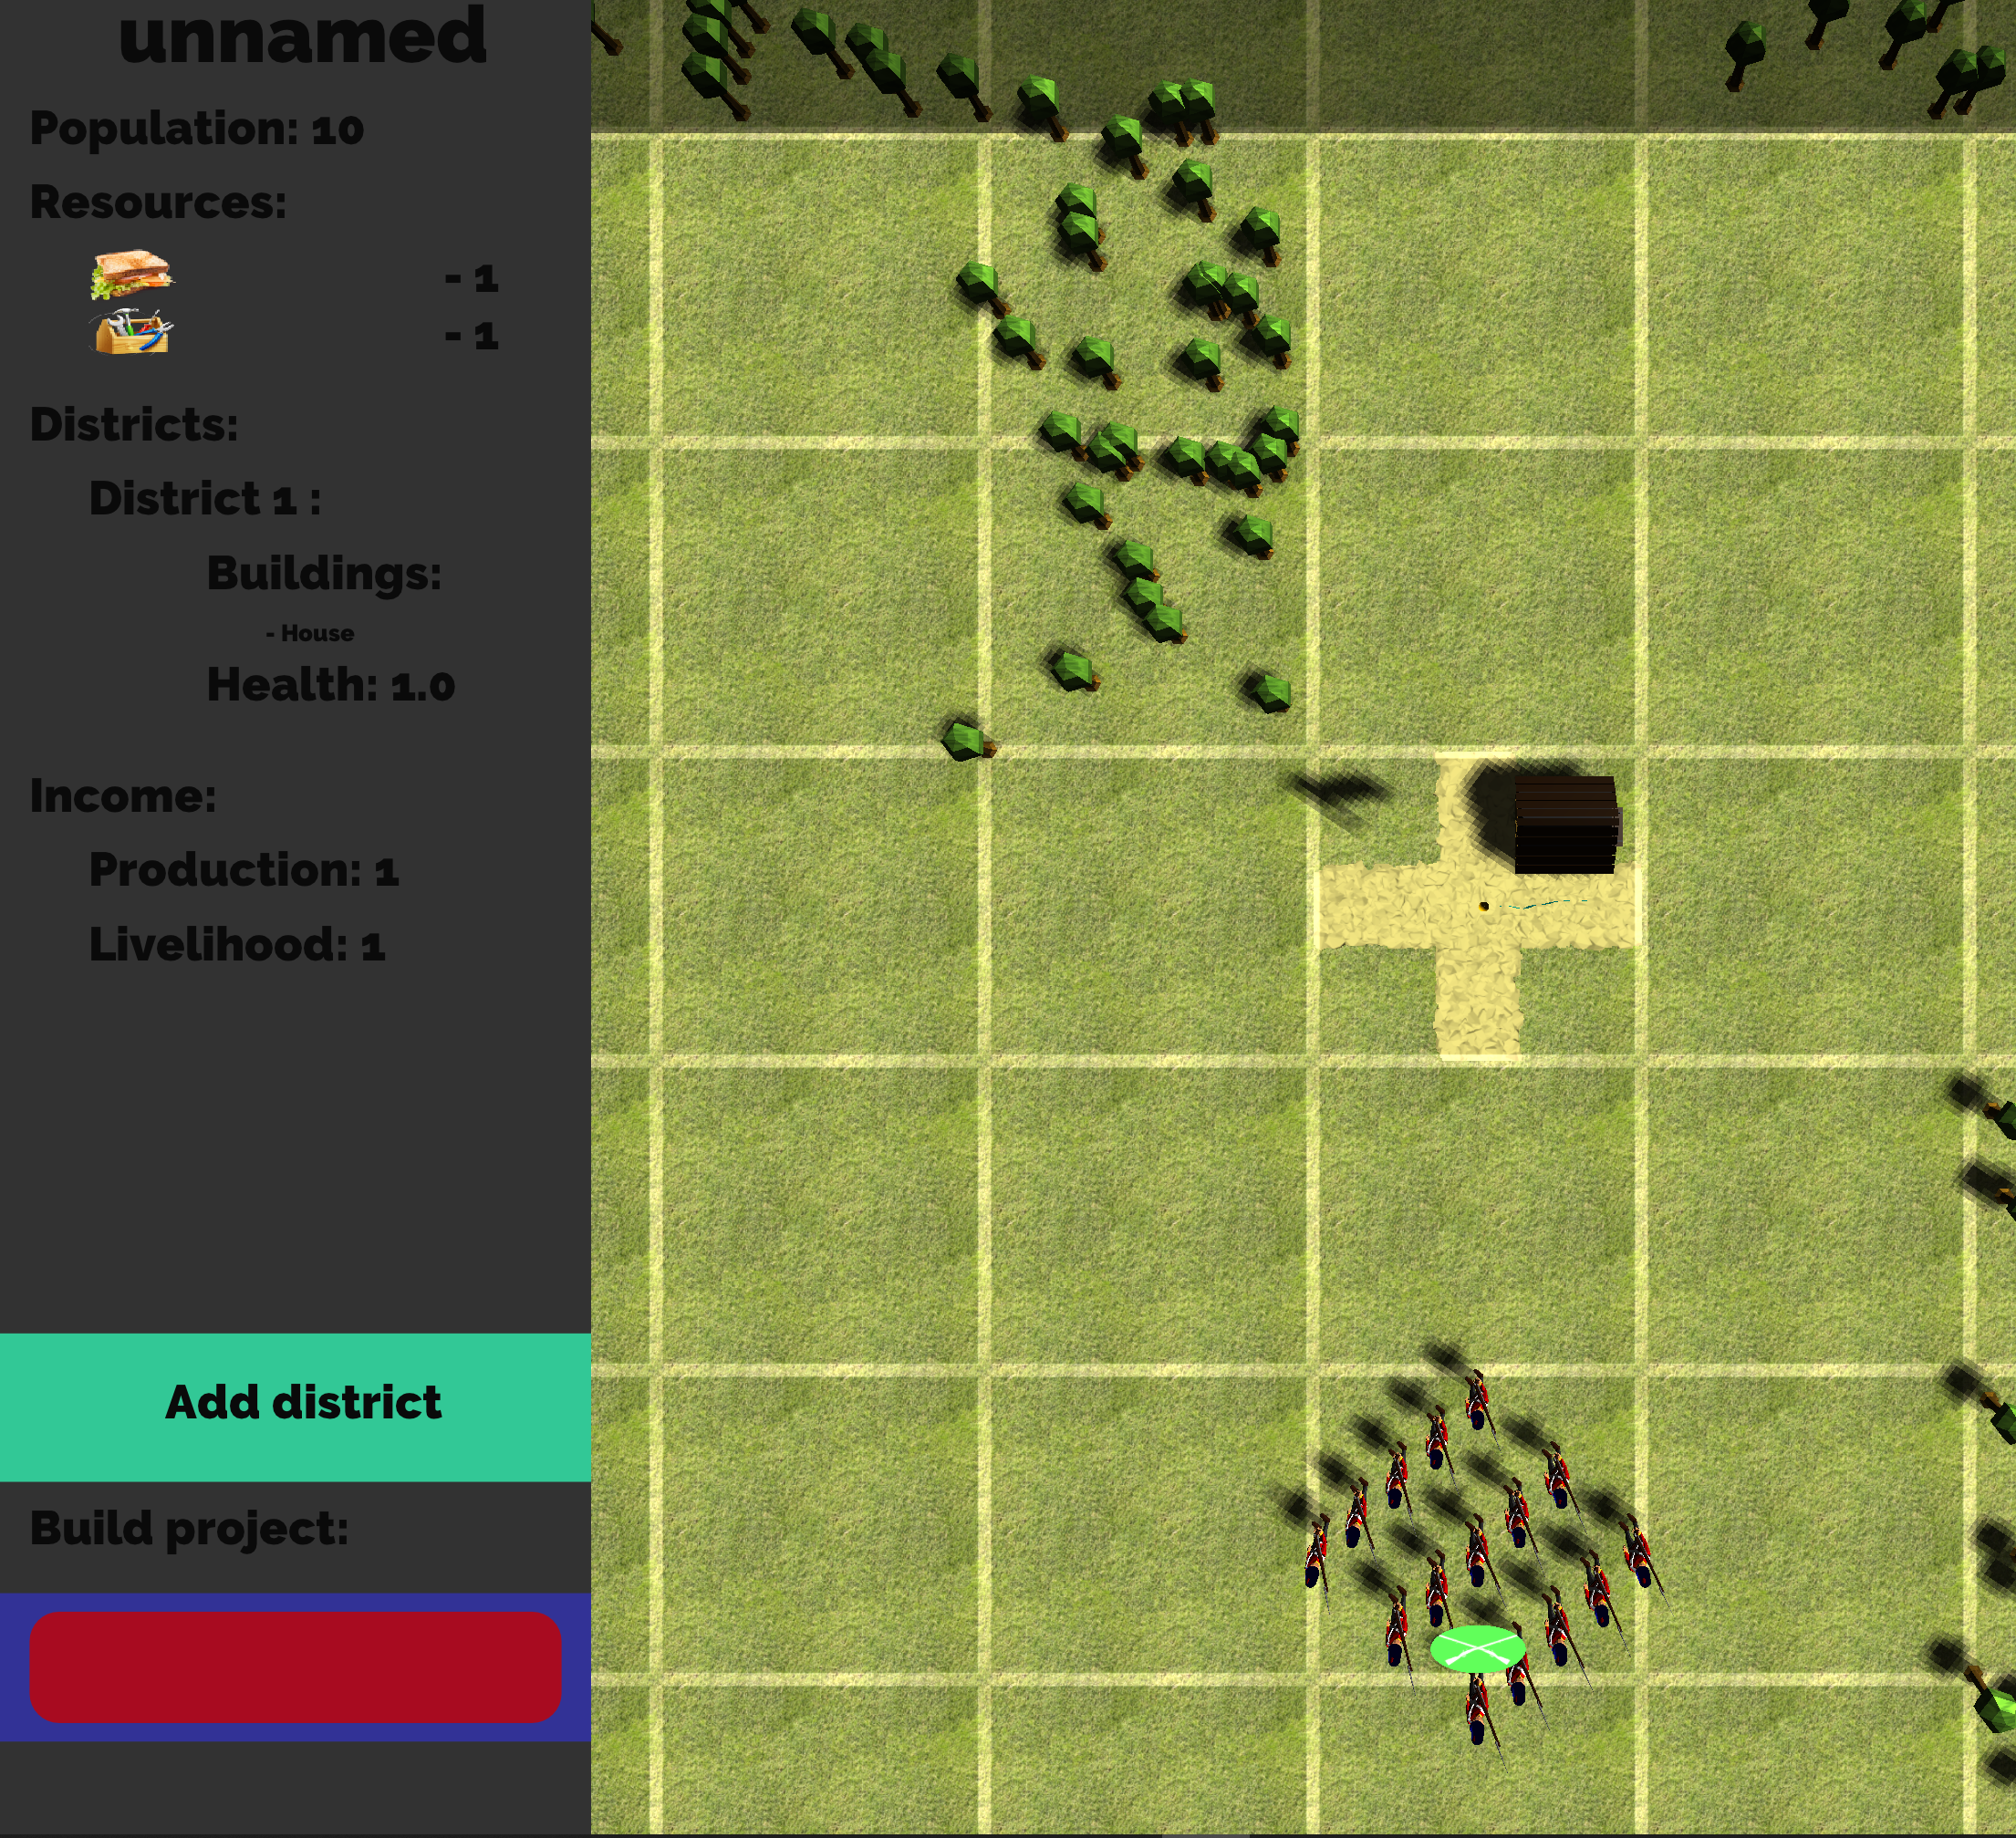 unnamed
Population: 10
Resources:
- 1
- 1
Districts:
District 1 :
Buildings:
- House
Health: 1.0
Income:
Production: 1
Livelihood: 1
Add district
Build project: